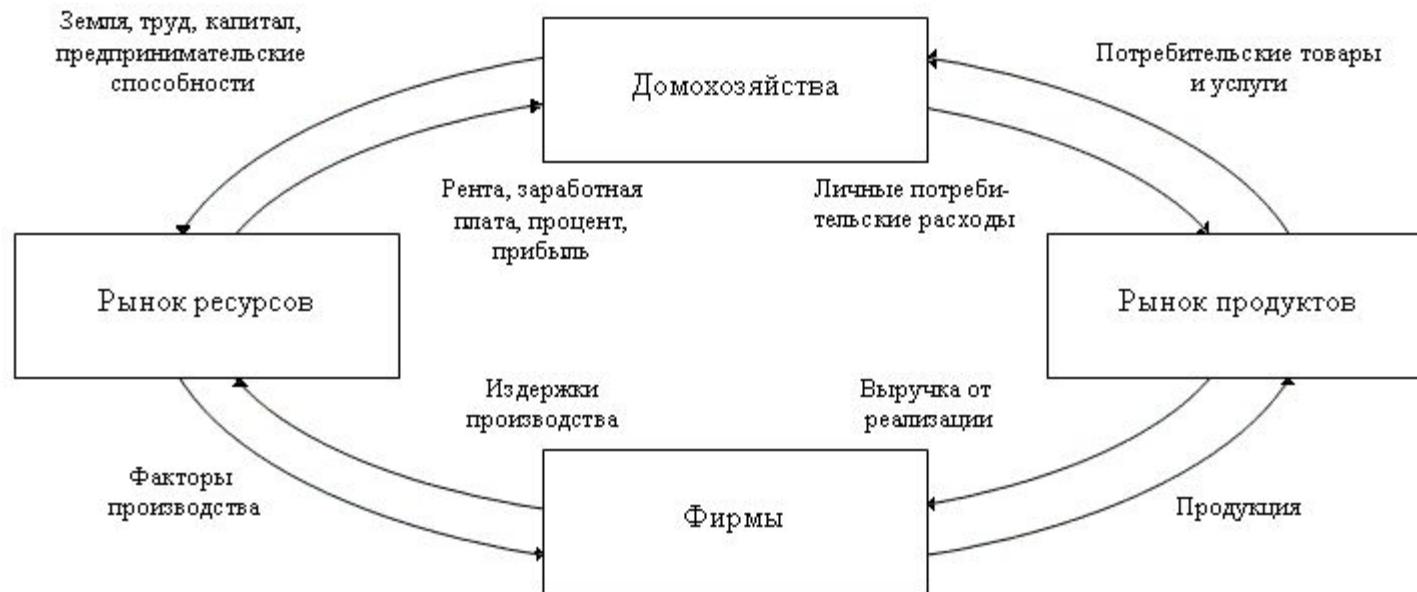 Земля, труд, капитал,
предпринимательские
способности
Домохозяйства
Потребительские товары
и услуги
Рента, заработная
плата, процент,
прибыль
Личные потреби-
тельские расходы
Рынок ресурсов
Рынок продуктов
Издержки
производства
Выручка от
реализации
Факторы
производства
Фирмы
Продукция